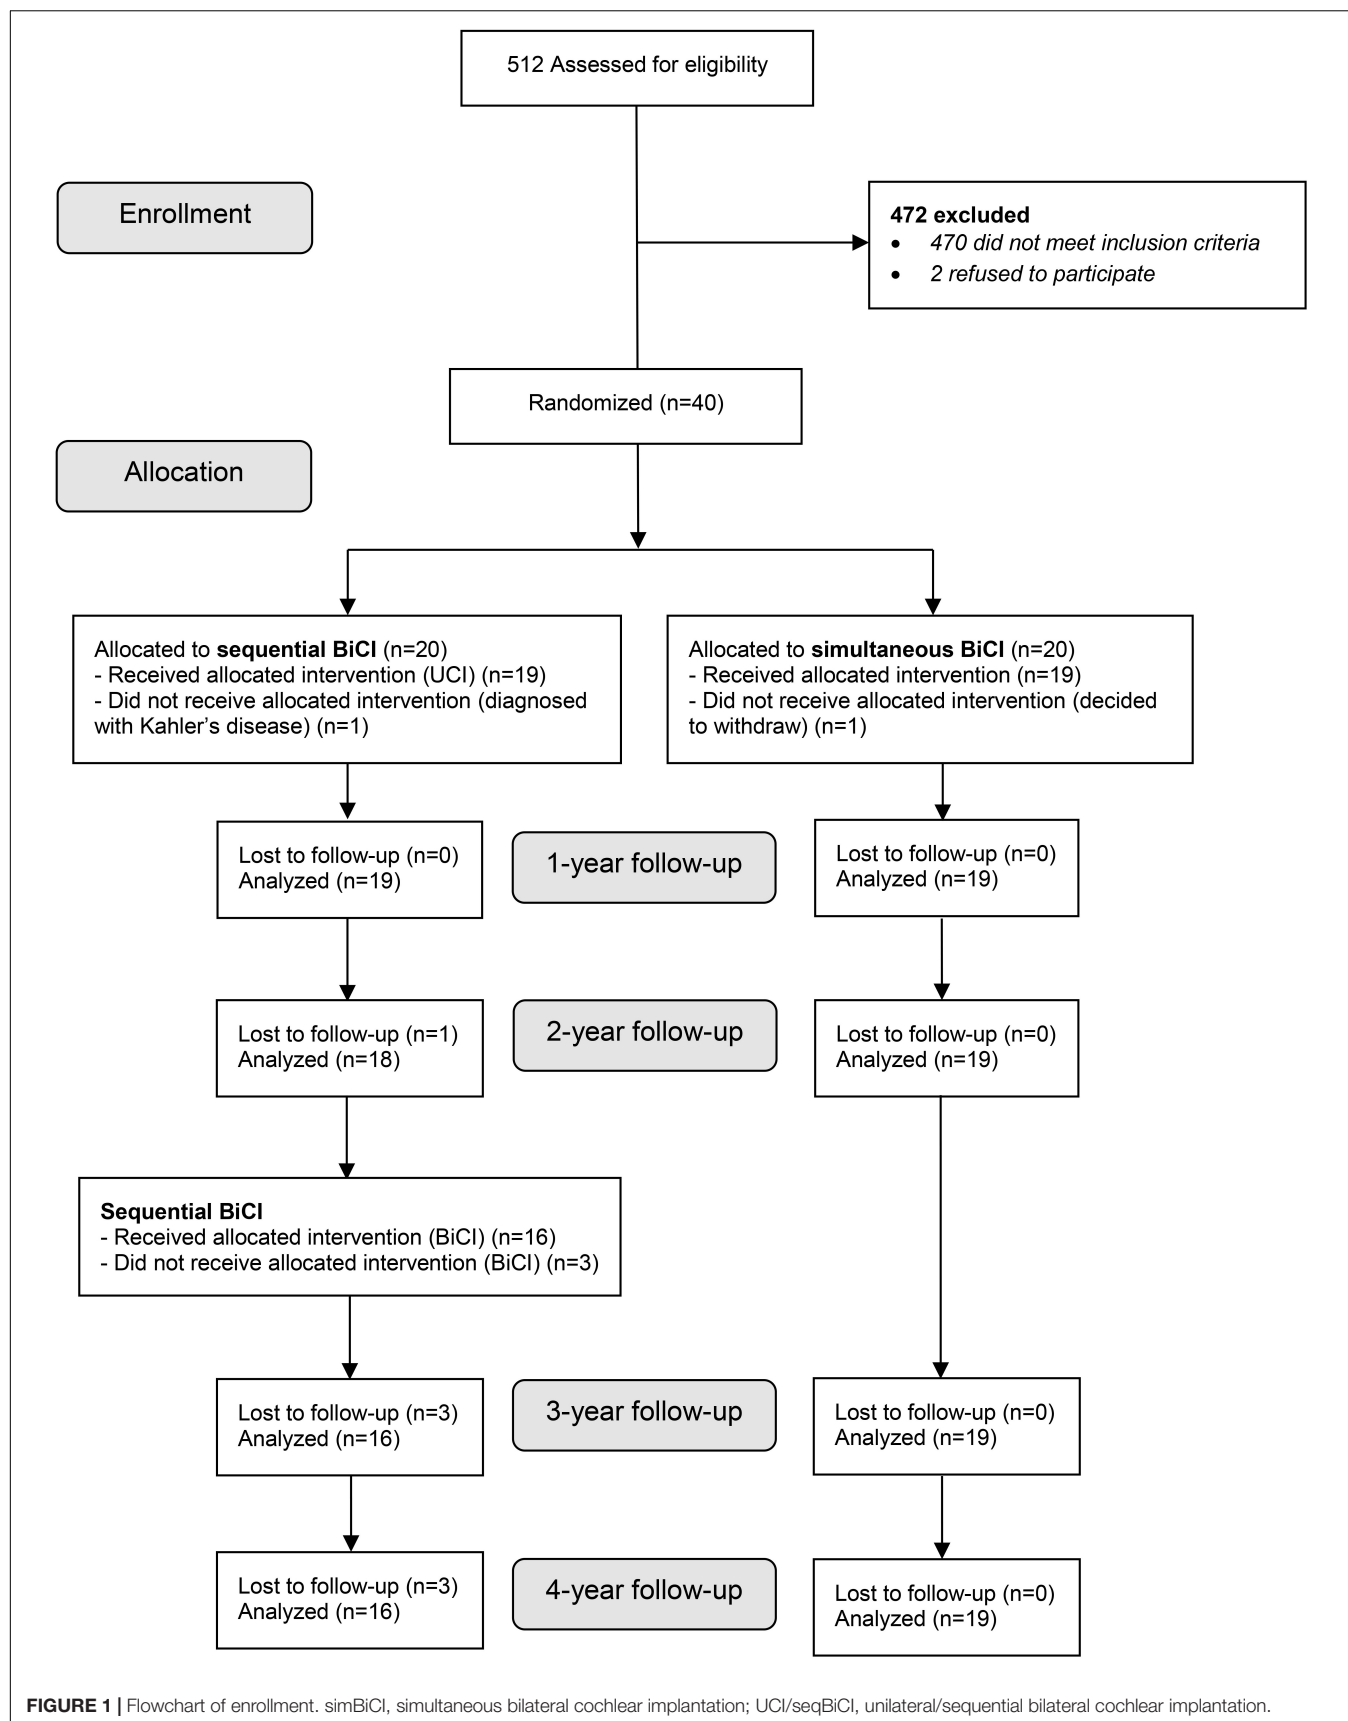 512 Assessed for eligibility
Enrollment
472 excluded
• 470 did not meet inclusion criteria
• 2 refused to participate
Randomized (n=40)
Allocation
Allocated to sequential BiCI (n=20)
- Received allocated intervention (UCI) (n=19)
- Did not receive allocated intervention (diagnosed
with Kahler's disease) (n=1)
Allocated to simultaneous BiCI (n=20)
- Received allocated intervention (n=19)
- Did not receive allocated intervention (decided
to withdraw) (n=1)
Lost to follow-up (n=0)
Analyzed (n=19)
1-year follow-up
Lost to follow-up (n=0)
Analyzed (n=19)
Lost to follow-up (n=1)
Analyzed (n=18)
2-year follow-up
Lost to follow-up (n=0)
Analyzed (n=19)
Sequential BiCI
- Received allocated intervention (BiCI) (n=16)
- Did not receive allocated intervention (BiCI) (n=3)
Lost to follow-up (n=3)
Analyzed (n=16)
3-year follow-up
Lost to follow-up (n=0)
Analyzed (n=19)
Lost to follow-up (n=3)
Analyzed (n=16)
4-year follow-up
Lost to follow-up (n=0)
Analyzed (n=19)
FIGURE 1 | Flowchart of enrollment. simBiCI, simultaneous bilateral cochlear implantation; UCI/seqBiCI, unilateral/sequential bilateral cochlear implantation.